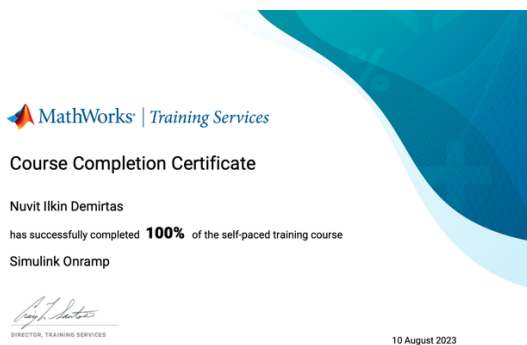 MathWorks® | Training Services
Course Completion Certificate
Nuvit Ilkin Demirtas
has successfully completed 100% of the self-paced training course
Simulink Onramp
DIRECTOR, TRAINING SERVICES
10 August 2023